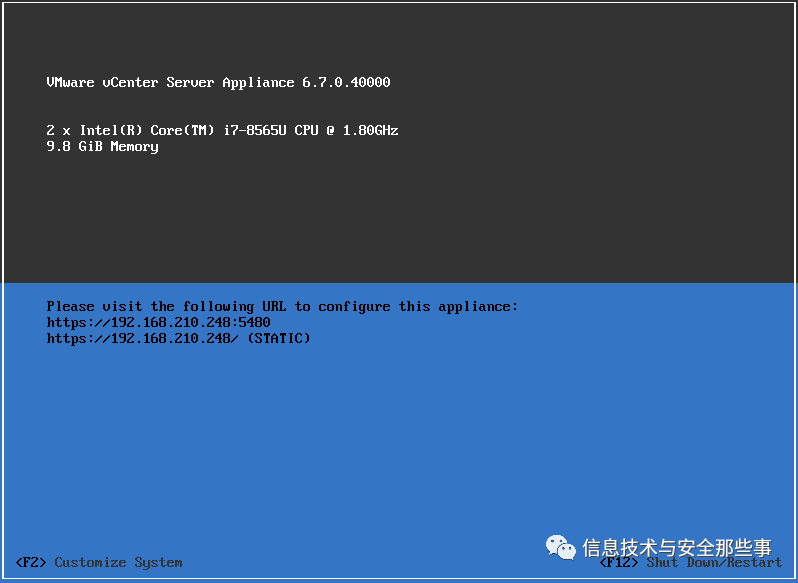 VMware vCenter Server Appliance 6.7.0.40000
2 x Intel(R) Core(TM) i7-8565U CPU @ 1.80GHz
9.8 GiB Memory
Please visit the following URL to configure this appliance:
https://192.168.210.248:5480
https://192.168.210.248/ (STATIC)
信息技术与安全那些事
<F2> Customize System
<F12> Shut Down/Restart